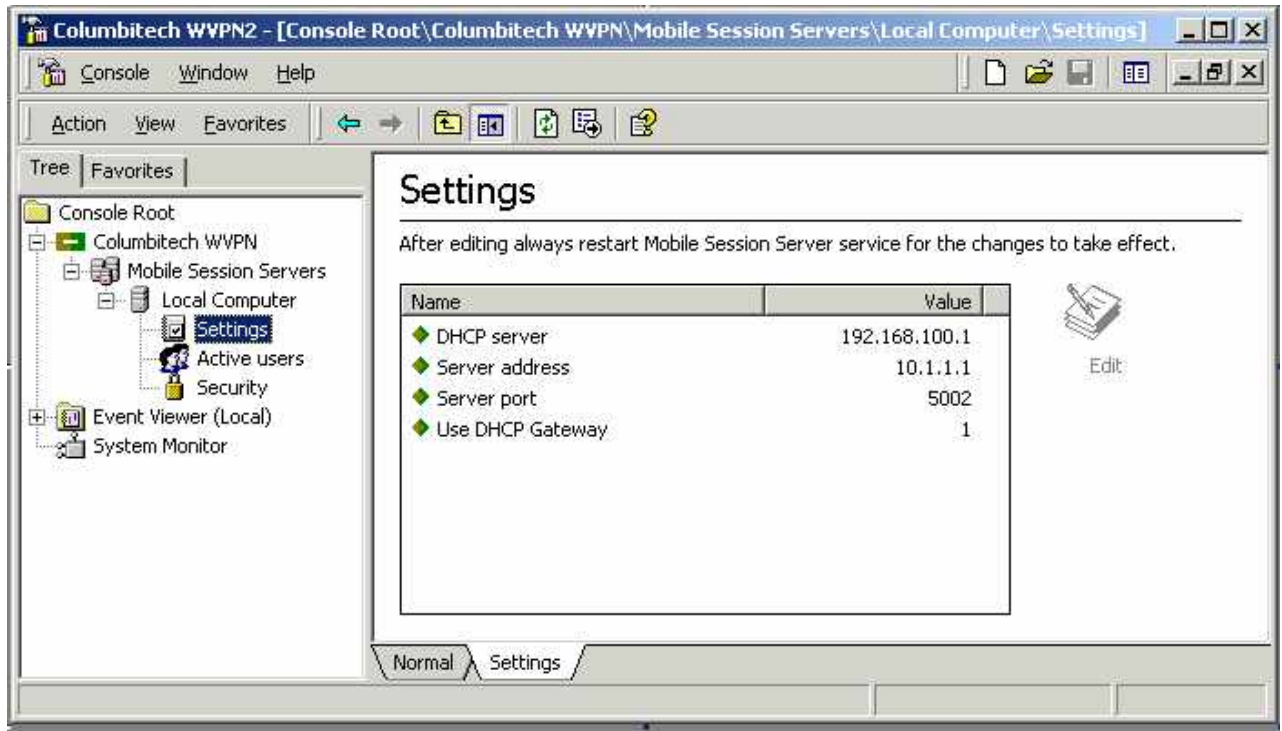 Columbitech WVPN2 - [Console Root\Columbitech WVPN\Mobile Session Servers\Local Computer\Settings]
Console Window Help
Action View Favorites
Tree Favorites
Console Root
Columbitech WVPN
Mobile Session Servers
Local Computer
Settings
Active users
Security
Event Viewer (Local)
System Monitor
Settings
After editing always restart Mobile Session Server service for the changes to take effect.
Name Value
DHCP server 192.168.100.1
Server address 10.1.1.1
Server port 5002
Use DHCP Gateway 1
Edit
Normal Settings